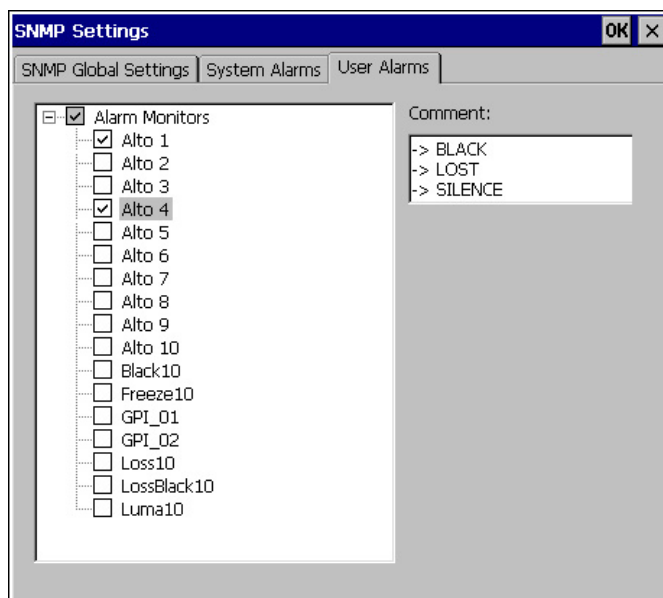 SNMP Settings OK
SNMP Global Settings System Alarms User Alarms
Alarm Monitors
Alto 1
Alto 2
Alto 3
Alto 4
Alto 5
Alto 6
Alto 7
Alto 8
Alto 9
Alto 10
Black10
Freeze10
GPI_01
GPI_02
Loss10
LossBlack10
Luma10
Comment:
-> BLACK
-> LOST
-> SILENCE